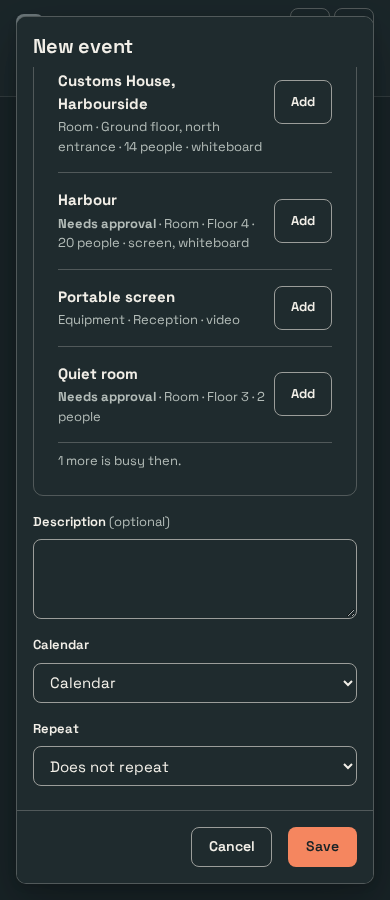 New event
Customs House,
Harbourside
Room · Ground floor, north
entrance · 14 people · whiteboard
Add
Harbour
Needs approval · Room · Floor 4 ·
20 people · screen, whiteboard
Add
Portable screen
Equipment · Reception · video
Add
Quiet room
Needs approval · Room · Floor 3 · 2
people
Add
1 more is busy then.
Description (optional)
Calendar
Calendar
Repeat
Does not repeat
Cancel
Save